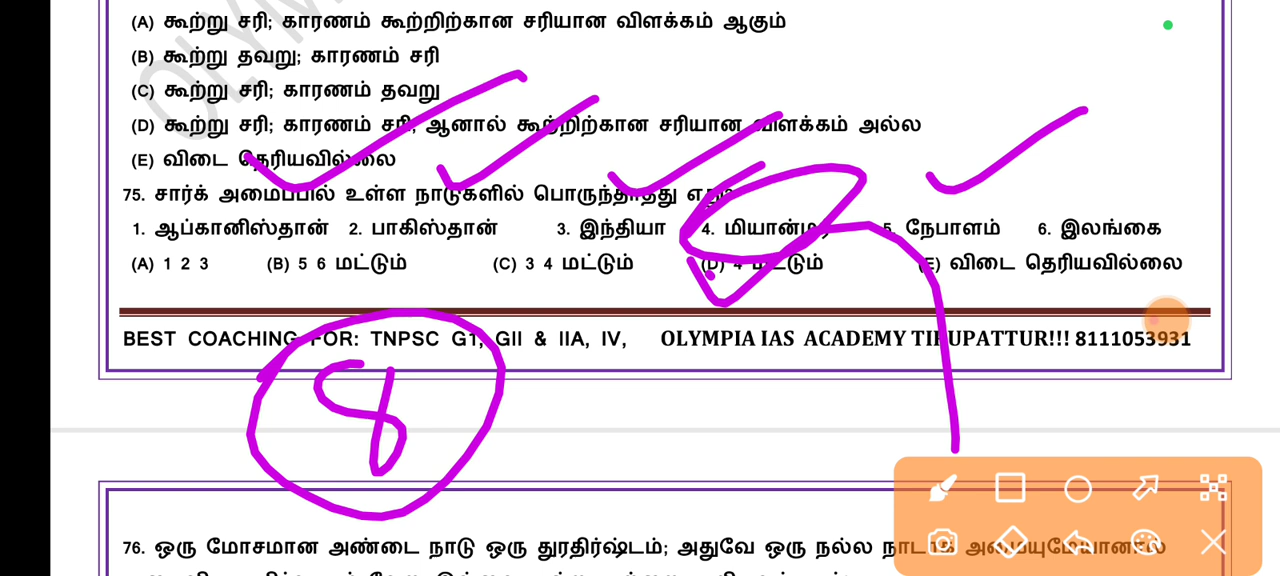 (A) கூற்று சரி; காரணம் கூற்றிற்கான சரியான விளக்கம் ஆகும்
(B) கூற்று தவறு; காரணம் சரி
(C) கூற்று சரி; காரணம் தவறு
(D) கூற்று சரி; காரணம் சரி; ஆனால் கூற்றிற்கான சரியான விளக்கம் அல்ல
(E) விடை தெரியவில்லை
75. சார்க் அமைப்பில் உள்ள நாடுகளில் பொருந்தாதது எது?
1. ஆப்கானிஸ்தான் 2. பாகிஸ்தான் 3. இந்தியா 4. மியான்மர் 5. நேபாளம் 6. இலங்கை
(A) 1 2 3 (B) 5 6 மட்டும் (C) 3 4 மட்டும் (D) 4 மட்டும் (E) விடை தெரியவில்லை
BEST COACHING FOR: TNPSC G1, GII & IIA, IV, OLYMPIA IAS ACADEMY TIRUPATTUR!!! 8111053931
8
76. ஒரு மோசமான அண்டை நாடு ஒரு துரதிர்ஷ்டம்; அதுவே ஒரு நல்ல